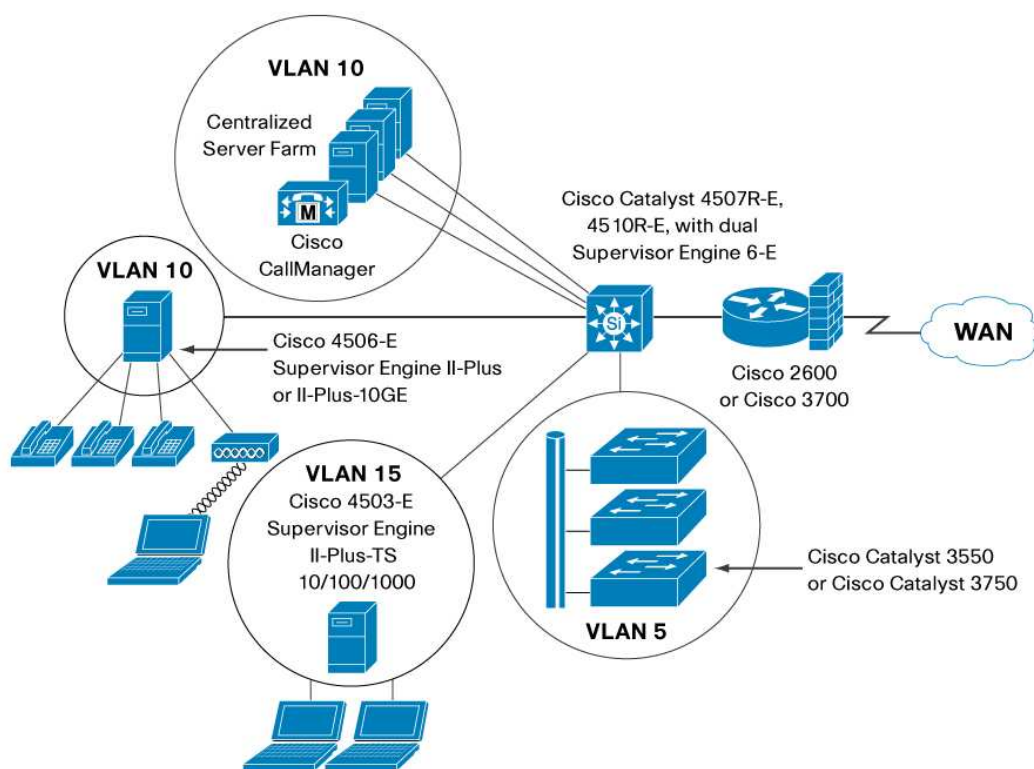 VLAN 10
Centralized
Server Farm
M
Cisco
CallManager
Cisco Catalyst 4507R-E,
4510R-E, with dual
Supervisor Engine 6-E
VLAN 10
Si
WAN
Cisco 4506-E
Supervisor Engine II-Plus
or II-Plus-10GE
Cisco 2600
or Cisco 3700
VLAN 15
Cisco 4503-E
Supervisor Engine
II-Plus-TS
10/100/1000
Cisco Catalyst 3550
or Cisco Catalyst 3750
VLAN 5